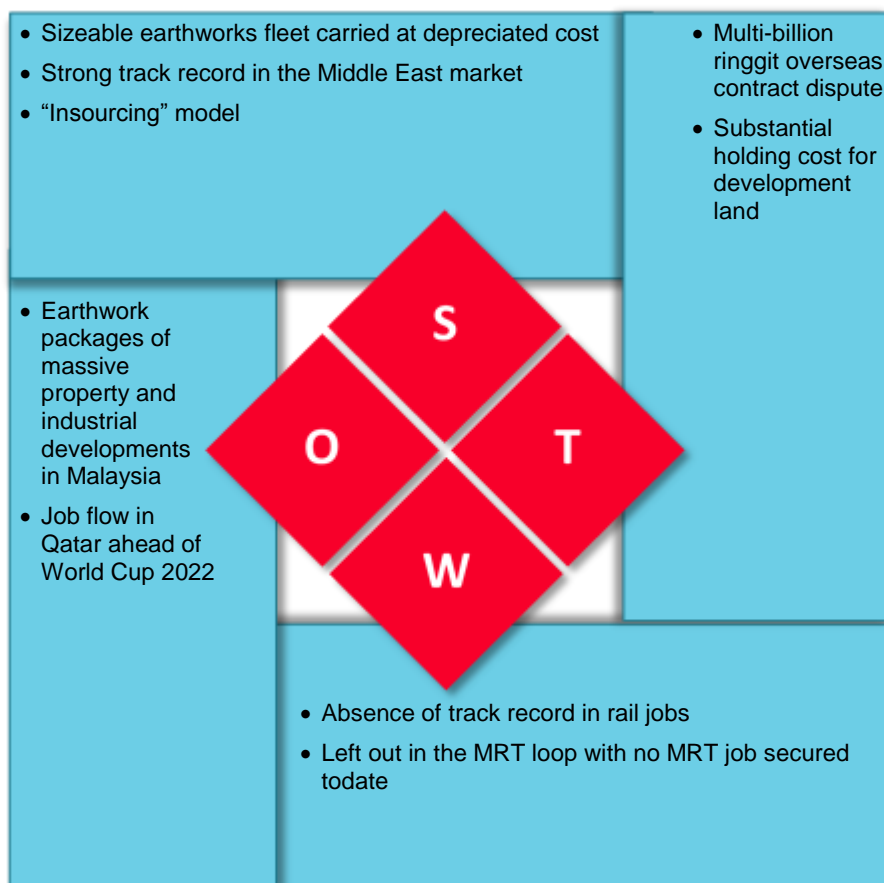 • Sizeable earthworks fleet carried at depreciated cost
• Strong track record in the Middle East market
• “Insourcing” model
• Multi-billion
ringgit overseas
contract dispute
• Substantial
holding cost for
development
land
• Earthwork
packages of
massive
property and
industrial
developments
in Malaysia
• Job flow in
Qatar ahead of
World Cup 2022
S
O
T
W
• Absence of track record in rail jobs
• Left out in the MRT loop with no MRT job secured
todate